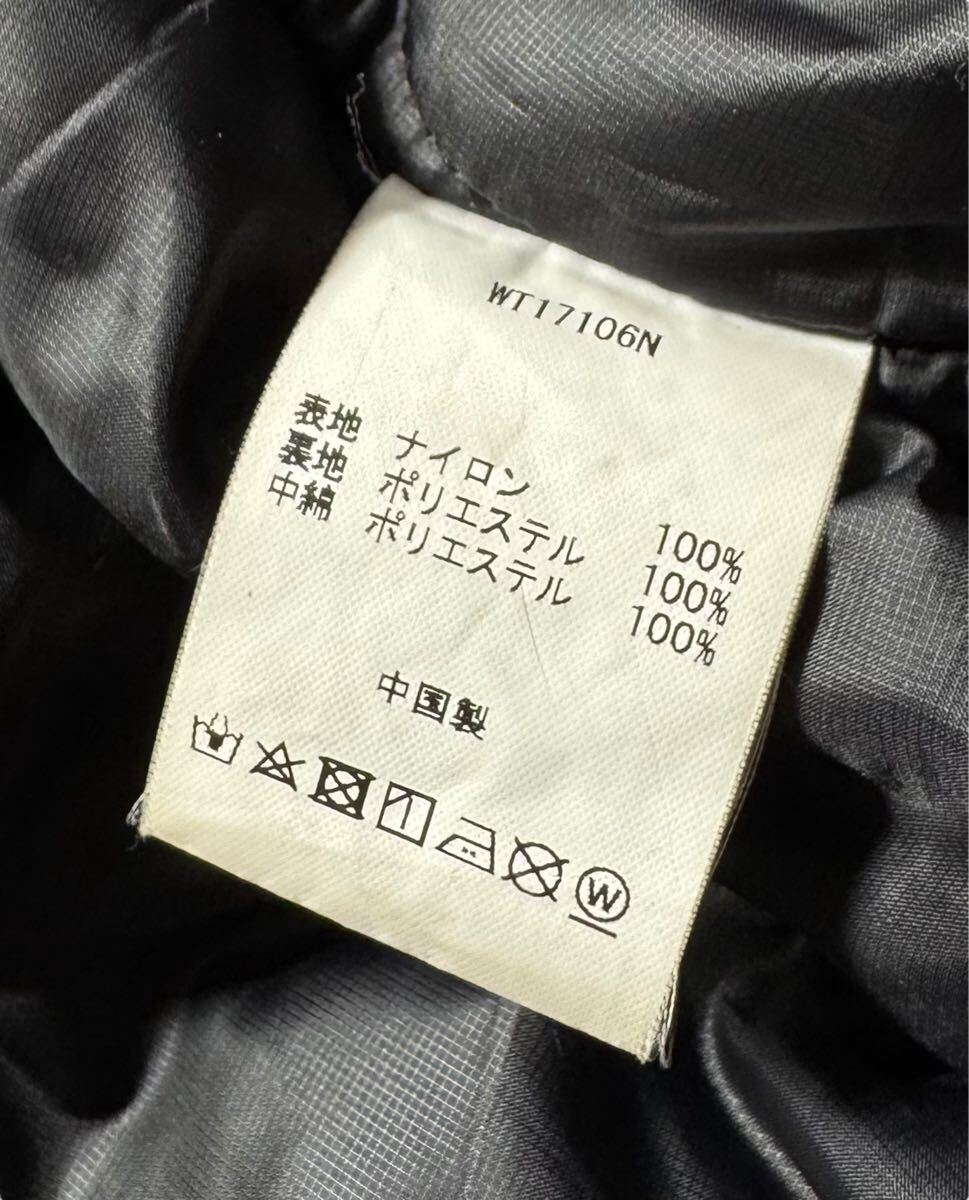 WT17106N
表地 ナイロン 100%
裏地 ポリエステル 100%
中綿 ポリエステル 100%
中国製
W